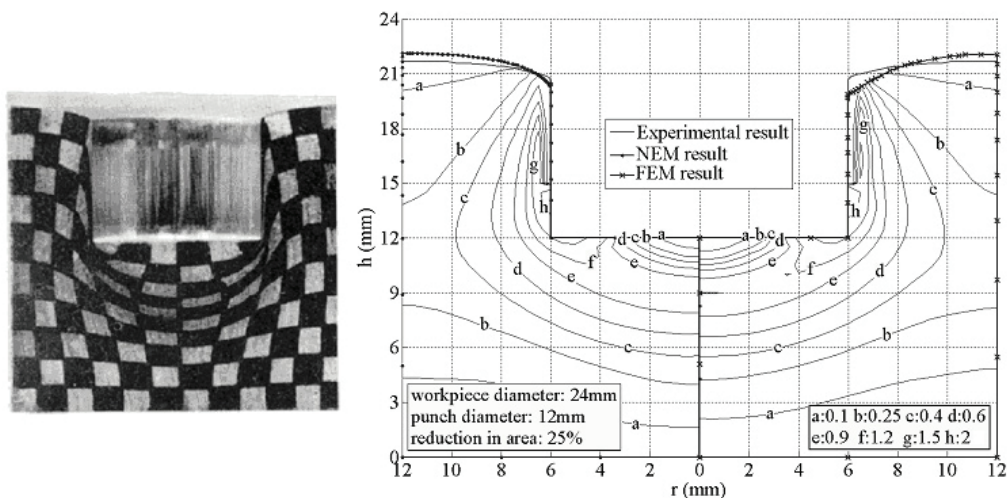 24
21
18
15
12
9
6
3
0
h (mm)
a
b
c
g
h
Experimental result
NEM result
FEM result
a
g
b
c
h
d c b a a b c d
f e e f
d e e d
b c c b
a a
workpiece diameter: 24mm
punch diameter: 12mm
reduction in area: 25%
a:0.1 b:0.25 c:0.4 d:0.6
e:0.9 f:1.2 g:1.5 h:2
12 10 8 6 4 2 0 2 4 6 8 10 12
r (mm)